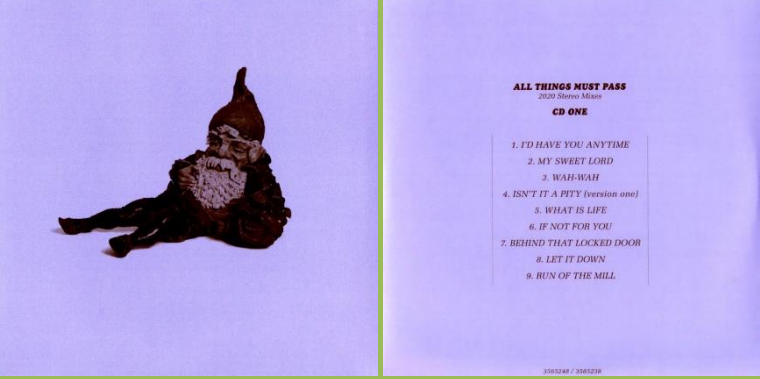 ALL THINGS MUST PASS
2020 Stereo Mixes
CD ONE
1. I'D HAVE YOU ANYTIME
2. MY SWEET LORD
3. WAH-WAH
4. ISN'T IT A PITY (version one)
5. WHAT IS LIFE
6. IF NOT FOR YOU
7. BEHIND THAT LOCKED DOOR
8. LET IT DOWN
9. RUN OF THE MILL
3565248 / 3565238